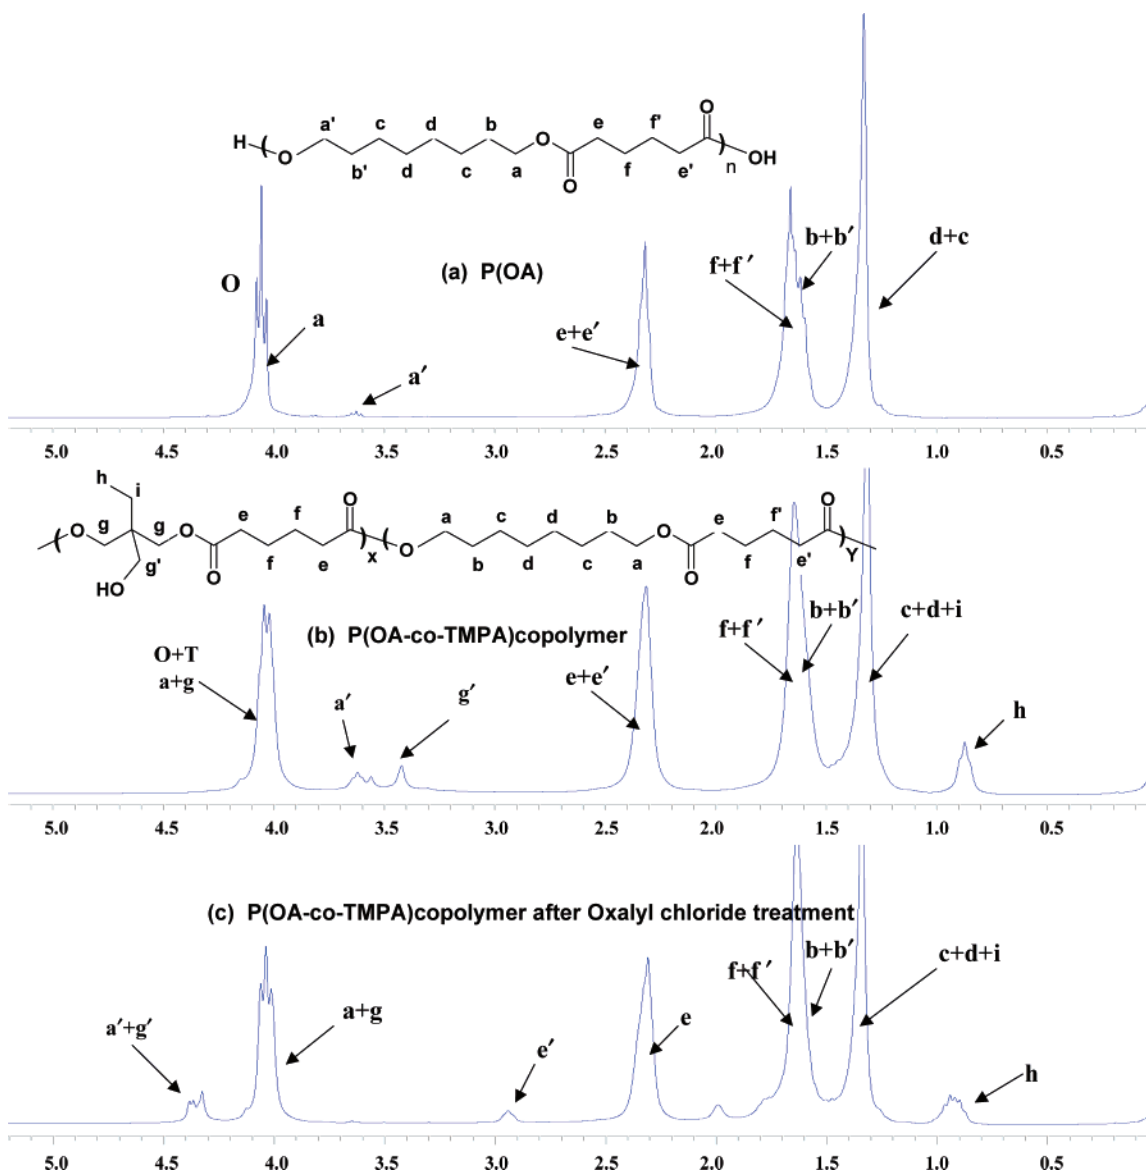 O
a' c d b O e f' O
H ( O b' d c a O f e' ) n OH
(a) P(OA)
O
a
a′
e+e′
f+f ′
b+b′
d+c
5.0 4.5 4.0 3.5 3.0 2.5 2.0 1.5 1.0 0.5
h i
( O g g O e f O ) x ( O a c d b O e f' O ) Y
HO g' O f e b d c a O f e'
(b) P(OA-co-TMPA)copolymer
O+T
a+g
a′
g′
e+e′
f+f ′
b+b′
c+d+i
h
5.0 4.5 4.0 3.5 3.0 2.5 2.0 1.5 1.0 0.5
(c) P(OA-co-TMPA)copolymer after Oxalyl chloride treatment
a′+g′
a+g
e′
e
f+f ′
b+b′
c+d+i
h
5.0 4.5 4.0 3.5 3.0 2.5 2.0 1.5 1.0 0.5